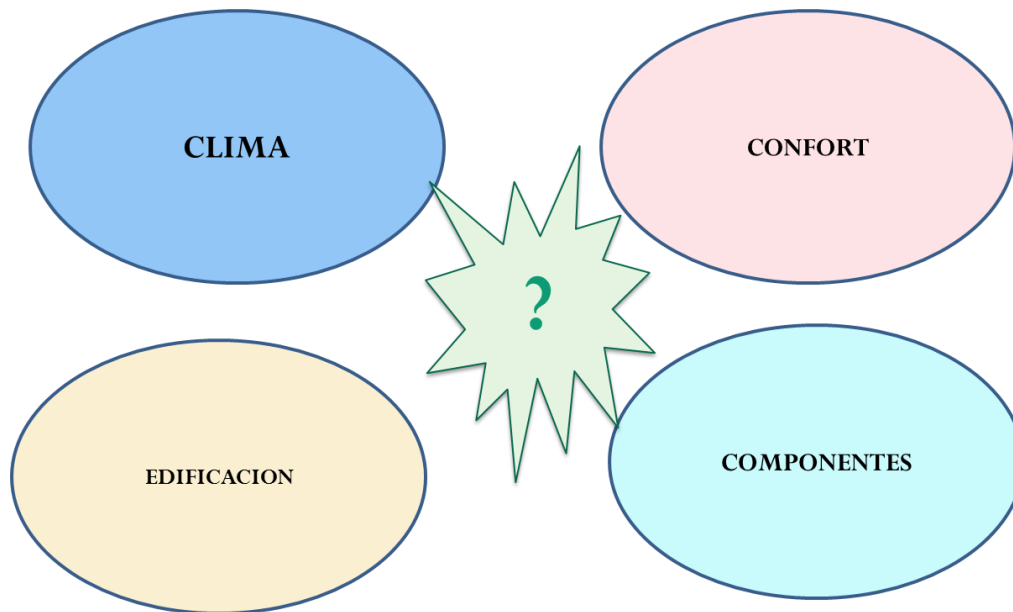 CLIMA
CONFORT
?
EDIFICACION
COMPONENTES